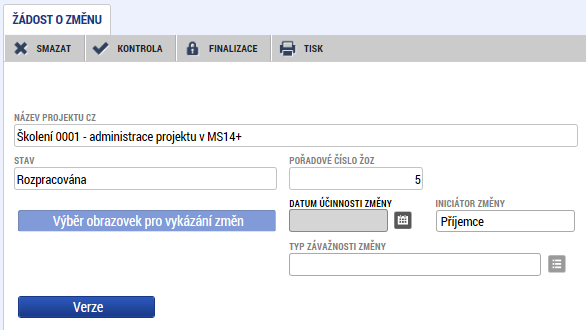 ŽÁDOST O ZMĚNU
SMAZAT KONTROLA FINALIZACE TISK
NÁZEV PROJEKTU CZ
Školení 0001 - administrace projektu v MS14+
STAV POŘADOVÉ ČÍSLO ŽOZ
Rozpracována 5
DATUM ÚČINNOSTI ZMĚNY INICIÁTOR ZMĚNY
Výběr obrazovek pro vykázání změn Příjemce
TYP ZÁVAŽNOSTI ZMĚNY
Verze